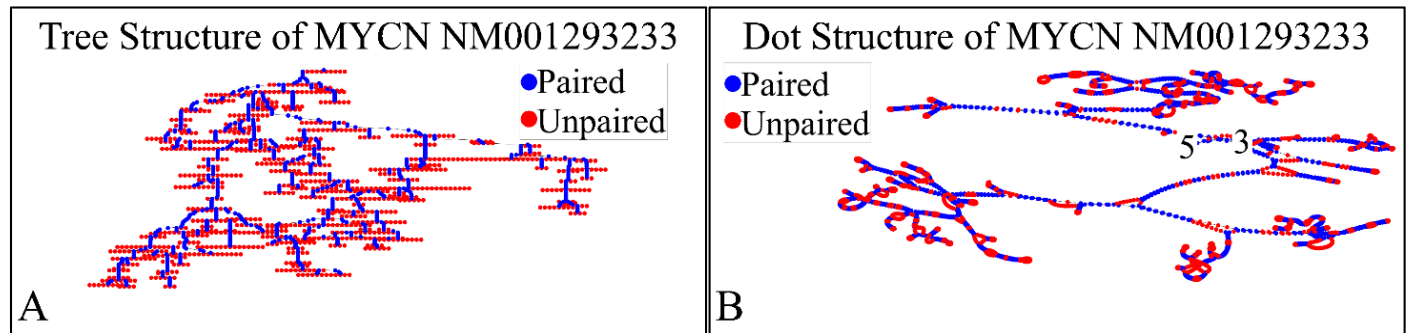 Tree Structure of MYCN NM001293233
Paired
Unpaired
A
Dot Structure of MYCN NM001293233
Paired
Unpaired
5 3
B